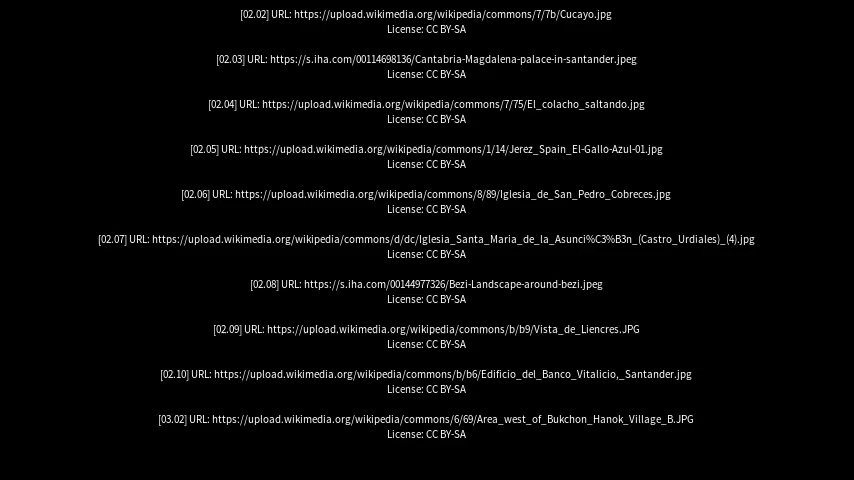 [02.02] URL: https://upload.wikimedia.org/wikipedia/commons/7/7b/Cucayo.jpg
License: CC BY-SA
[02.03] URL: https://s.iha.com/00114698136/Cantabria-Magdalena-palace-in-santander.jpeg
License: CC BY-SA
[02.04] URL: https://upload.wikimedia.org/wikipedia/commons/7/75/El_colacho_saltando.jpg
License: CC BY-SA
[02.05] URL: https://upload.wikimedia.org/wikipedia/commons/1/14/Jerez_Spain_El-Gallo-Azul-01.jpg
License: CC BY-SA
[02.06] URL: https://upload.wikimedia.org/wikipedia/commons/8/89/Iglesia_de_San_Pedro_Cobreces.jpg
License: CC BY-SA
[02.07] URL: https://upload.wikimedia.org/wikipedia/commons/d/dc/Iglesia_Santa_Maria_de_la_Asunci%C3%B3n_(Castro_Urdiales)_(4).jpg
License: CC BY-SA
[02.08] URL: https://s.iha.com/00144977326/Bezi-Landscape-around-bezi.jpeg
License: CC BY-SA
[02.09] URL: https://upload.wikimedia.org/wikipedia/commons/b/b9/Vista_de_Liencres.JPG
License: CC BY-SA
[02.10] URL: https://upload.wikimedia.org/wikipedia/commons/b/b6/Edificio_del_Banco_Vitalicio,_Santander.jpg
License: CC BY-SA
[03.02] URL: https://upload.wikimedia.org/wikipedia/commons/6/69/Area_west_of_Bukchon_Hanok_Village_B.JPG
License: CC BY-SA